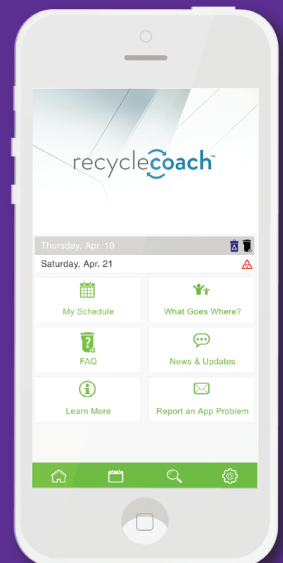 recyclecoach™
Thursday, Apr. 19
Saturday, Apr. 21
My Schedule
What Goes Where?
FAQ
News & Updates
Learn More
Report an App Problem